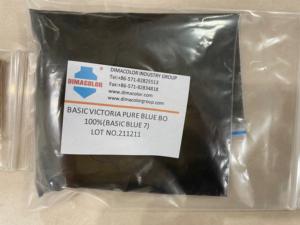 DIMACOLOR
DIMACOLOR INDUSTRY GROUP
Tel:+86-571-82825513
Fax:+86-571-82834818
www.dimacolor.com
www.dimacolorgroup.com
BASIC VICTORIA PURE BLUE BO
100%(BASIC BLUE 7)
LOT NO.211211